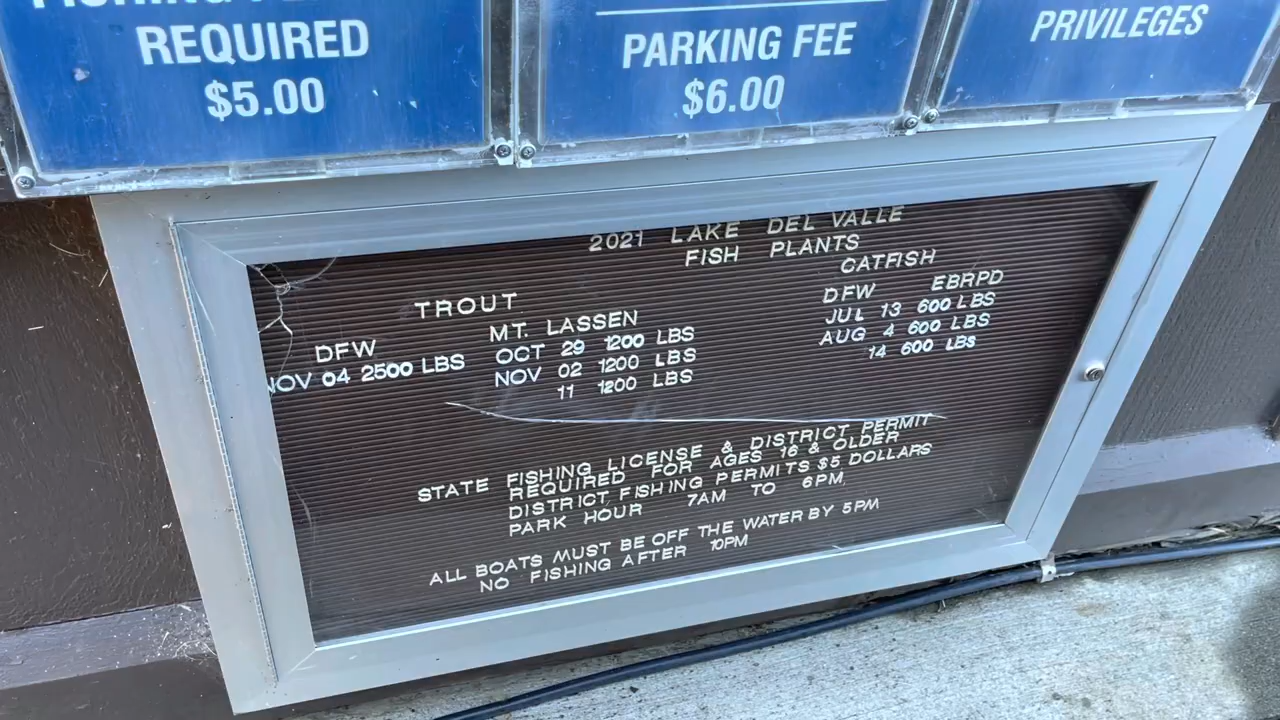 REQUIRED
$5.00
PARKING FEE
$6.00
PRIVILEGES
2021 LAKE DEL VALLE
FISH PLANTS
TROUT
CATFISH
DFW
MT. LASSEN
DFW EBRPD
NOV 04 2500 LBS
OCT 29 1200 LBS
NOV 02 1200 LBS
11 1200 LBS
JUL 13 600 LBS
AUG 4 600 LBS
14 600 LBS
STATE FISHING LICENSE & DISTRICT PERMIT
REQUIRED FOR AGES 16 & OLDER
DISTRICT FISHING PERMITS $5 DOLLARS
PARK HOUR 7AM TO 6PM
ALL BOATS MUST BE OFF THE WATER BY 5PM
NO FISHING AFTER 10PM